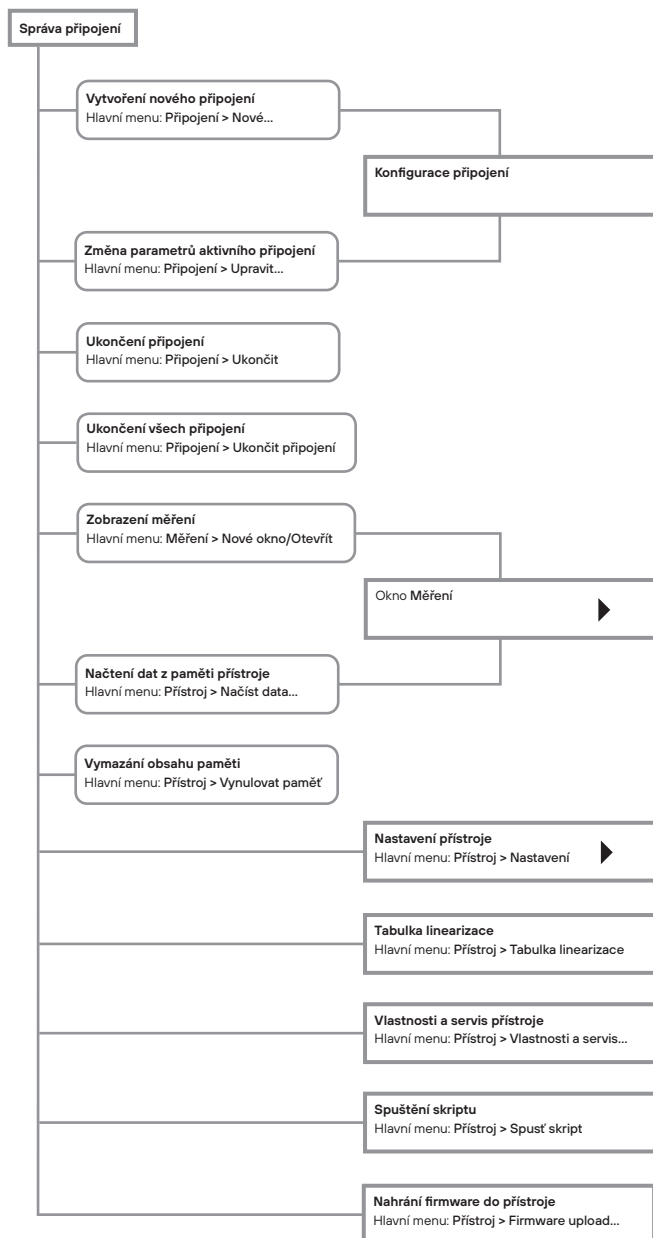 Správa připojení
Vytvoření nového připojení
Hlavní menu: Připojení > Nové...
Konfigurace připojení
Změna parametrů aktivního připojení
Hlavní menu: Připojení > Upravit...
Ukončení připojení
Hlavní menu: Připojení > Ukončit
Ukončení všech připojení
Hlavní menu: Připojení > Ukončit připojení
Zobrazení měření
Hlavní menu: Měření > Nové okno/Otevřít
Okno Měření
Načtení dat z paměti přístroje
Hlavní menu: Přístroj > Načíst data...
Vymazání obsahu paměti
Hlavní menu: Přístroj > Vynulovat paměť
Nastavení přístroje
Hlavní menu: Přístroj > Nastavení
Tabulka linearizace
Hlavní menu: Přístroj > Tabulka linearizace
Vlastnosti a servis přístroje
Hlavní menu: Přístroj > Vlastnosti a servis...
Spuštění skriptu
Hlavní menu: Přístroj > Spusť skript
Nahrání firmware do přístroje
Hlavní menu: Přístroj > Firmware upload...